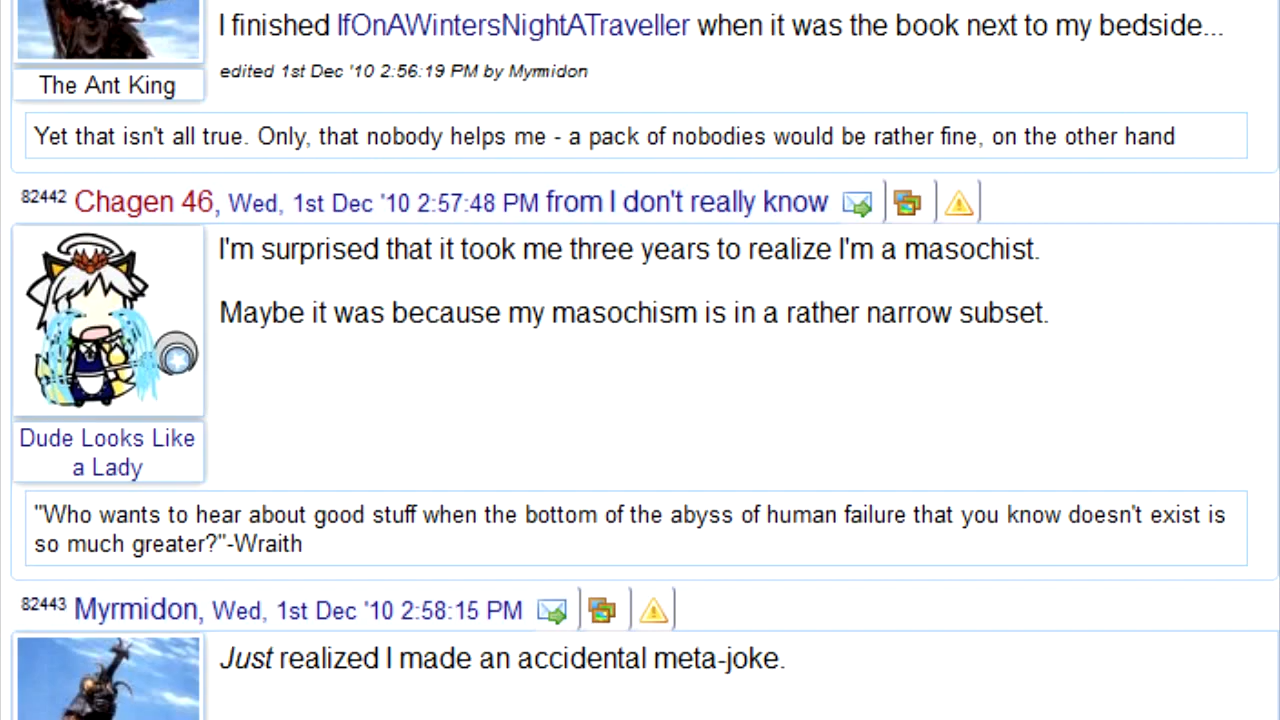 I finished IfOnAWintersNightATraveller when it was the book next to my bedside...
edited 1st Dec '10 2:56:19 PM by Myrmidon
The Ant King
Yet that isn't all true. Only, that nobody helps me - a pack of nobodies would be rather fine, on the other hand
82442 Chagen 46, Wed, 1st Dec '10 2:57:48 PM from I don't really know
I'm surprised that it took me three years to realize I'm a masochist.
Maybe it was because my masochism is in a rather narrow subset.
Dude Looks Like
a Lady
"Who wants to hear about good stuff when the bottom of the abyss of human failure that you know doesn't exist is
so much greater?"-Wraith
82443 Myrmidon, Wed, 1st Dec '10 2:58:15 PM
Just realized I made an accidental meta-joke.